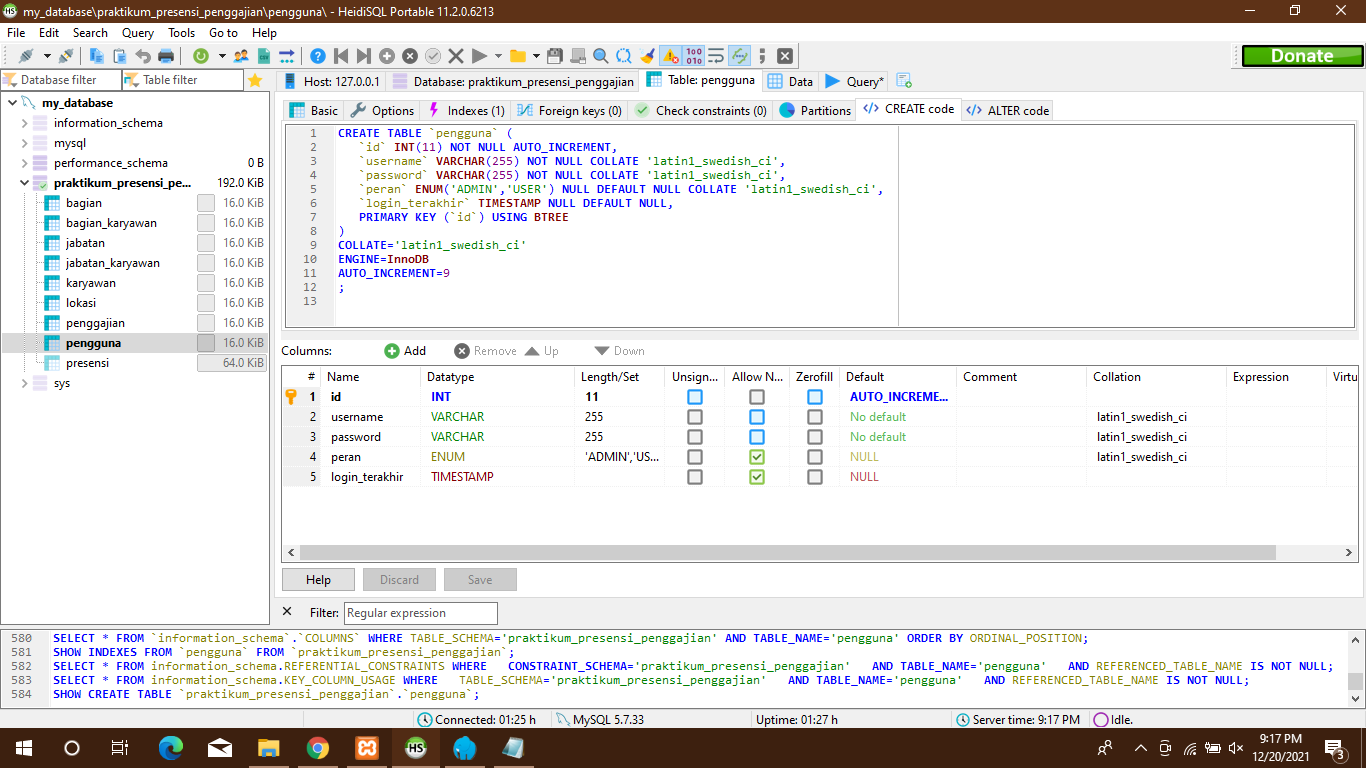 my_database\praktikum_presensi_penggajian\pengguna\ - HeidiSQL Portable 11.2.0.6213
File Edit Search Query Tools Go to Help
Donate
Database filter Table filter
Host: 127.0.0.1 Database: praktikum_presensi_penggajian Table: pengguna Data Query*
my_database
information_schema
mysql
performance_schema 0 B
praktikum_presensi_pe... 192.0 KiB
bagian 16.0 KiB
bagian_karyawan 16.0 KiB
jabatan 16.0 KiB
jabatan_karyawan 16.0 KiB
karyawan 16.0 KiB
lokasi 16.0 KiB
penggajian 16.0 KiB
pengguna 16.0 KiB
presensi 64.0 KiB
sys
Basic Options Indexes (1) Foreign keys (0) Check constraints (0) Partitions CREATE code ALTER code
1 CREATE TABLE `pengguna` (
2 `id` INT(11) NOT NULL AUTO_INCREMENT,
3 `username` VARCHAR(255) NOT NULL COLLATE 'latin1_swedish_ci',
4 `password` VARCHAR(255) NOT NULL COLLATE 'latin1_swedish_ci',
5 `peran` ENUM('ADMIN','USER') NULL DEFAULT NULL COLLATE 'latin1_swedish_ci',
6 `login_terakhir` TIMESTAMP NULL DEFAULT NULL,
7 PRIMARY KEY (`id`) USING BTREE
8 )
9 COLLATE='latin1_swedish_ci'
10 ENGINE=InnoDB
11 AUTO_INCREMENT=9
12 ;
13
Columns: Add Remove Up Down
# Name Datatype Length/Set Unsign... Allow N... Zerofill Default Comment Collation Expression Virtu
1 id INT 11 AUTO_INCREME...
2 username VARCHAR 255 No default latin1_swedish_ci
3 password VARCHAR 255 No default latin1_swedish_ci
4 peran ENUM 'ADMIN','US... NULL latin1_swedish_ci
5 login_terakhir TIMESTAMP NULL
Help Discard Save
Filter: Regular expression
580 SELECT * FROM `information_schema`.`COLUMNS` WHERE TABLE_SCHEMA='praktikum_presensi_penggajian' AND TABLE_NAME='pengguna' ORDER BY ORDINAL_POSITION;
581 SHOW INDEXES FROM `pengguna` FROM `praktikum_presensi_penggajian`;
582 SELECT * FROM information_schema.REFERENTIAL_CONSTRAINTS WHERE CONSTRAINT_SCHEMA='praktikum_presensi_penggajian' AND TABLE_NAME='pengguna' AND REFERENCED_TABLE_NAME IS NOT NULL;
583 SELECT * FROM information_schema.KEY_COLUMN_USAGE WHERE TABLE_SCHEMA='praktikum_presensi_penggajian' AND TABLE_NAME='pengguna' AND REFERENCED_TABLE_NAME IS NOT NULL;
584 SHOW CREATE TABLE `praktikum_presensi_penggajian`.`pengguna`;
Connected: 01:25 h MySQL 5.7.33 Uptime: 01:27 h Server time: 9:17 PM Idle.
HS
9:17 PM
12/20/2021
3